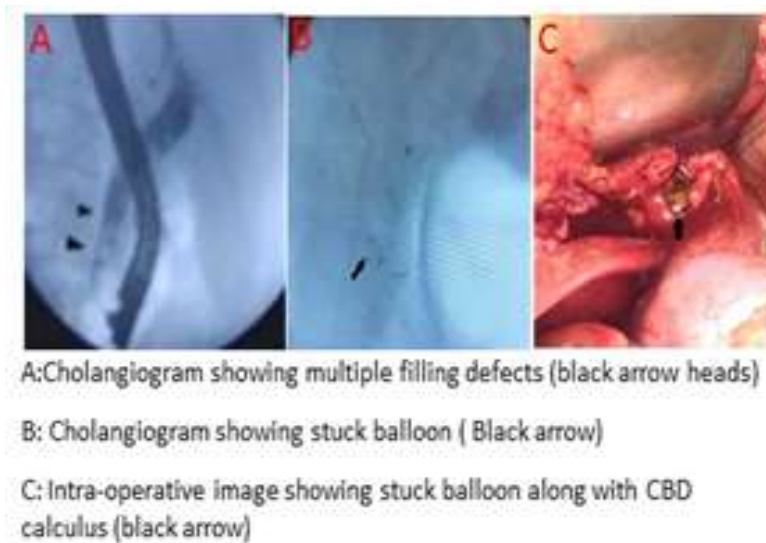 A
B
C
A:Cholangiogram showing multiple filling defects (black arrow heads)
B: Cholangiogram showing stuck balloon ( Black arrow)
C: Intra-operative image showing stuck balloon along with CBD
calculus (black arrow)